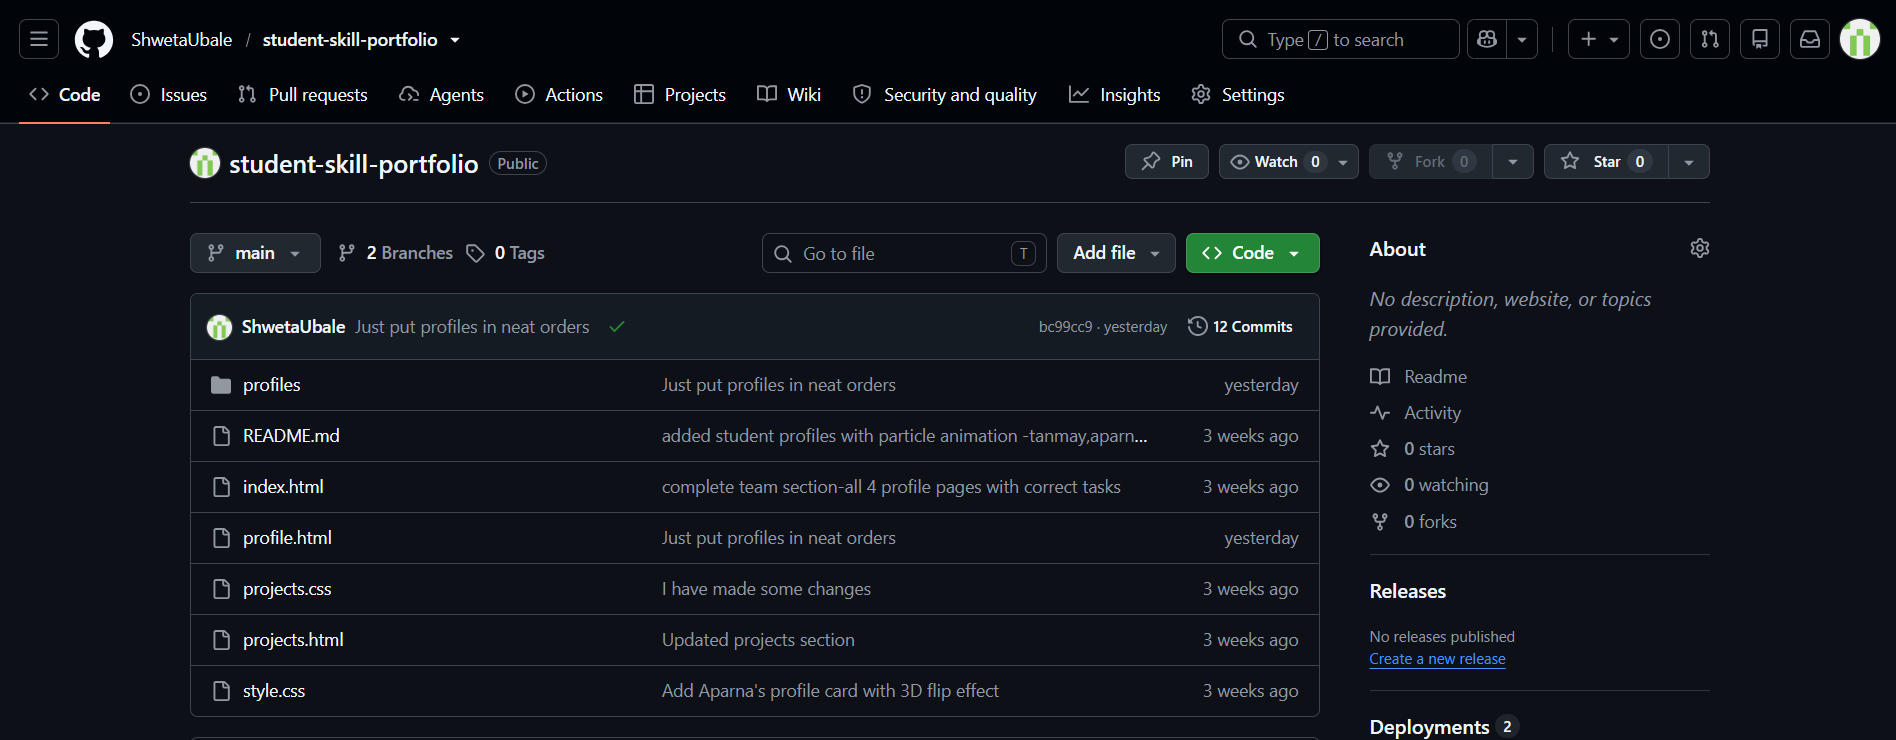 ShwetaUbale / student-skill-portfolio
Type / to search
Code Issues Pull requests Agents Actions Projects Wiki Security and quality Insights Settings
student-skill-portfolio Public
Pin Watch 0 Fork 0 Star 0
main 2 Branches 0 Tags Go to file T Add file Code
ShwetaUbale Just put profiles in neat orders bc99cc9 · yesterday 12 Commits
profiles Just put profiles in neat orders yesterday
README.md added student profiles with particle animation -tanmay,aparn... 3 weeks ago
index.html complete team section-all 4 profile pages with correct tasks 3 weeks ago
profile.html Just put profiles in neat orders yesterday
projects.css I have made some changes 3 weeks ago
projects.html Updated projects section 3 weeks ago
style.css Add Aparna's profile card with 3D flip effect 3 weeks ago
About
No description, website, or topics
provided.
Readme
Activity
0 stars
0 watching
0 forks
Releases
No releases published
Create a new release
Deployments 2